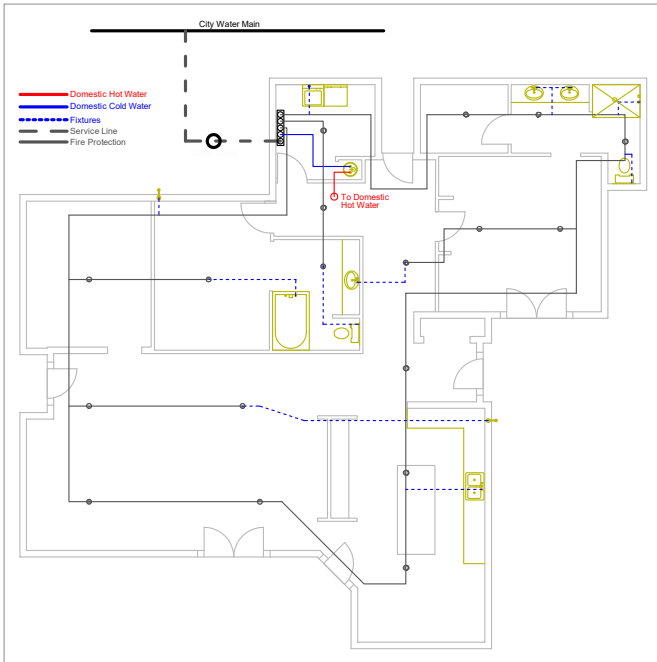 City Water Main
Domestic Hot Water
Domestic Cold Water
Fixtures
Service Line
Fire Protection
To Domestic
Hot Water